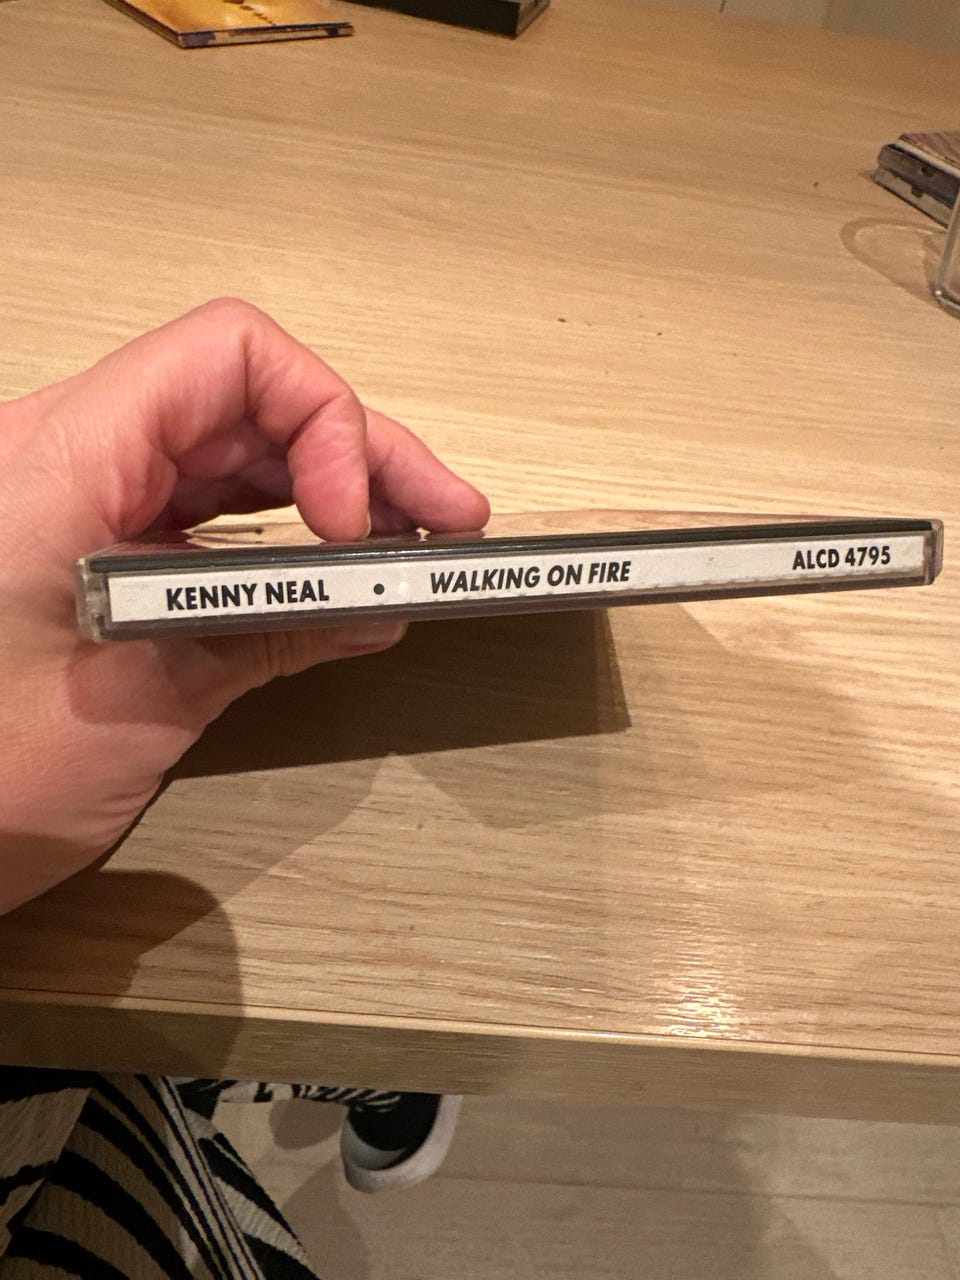 KENNY NEAL • WALKING ON FIRE ALCD 4795